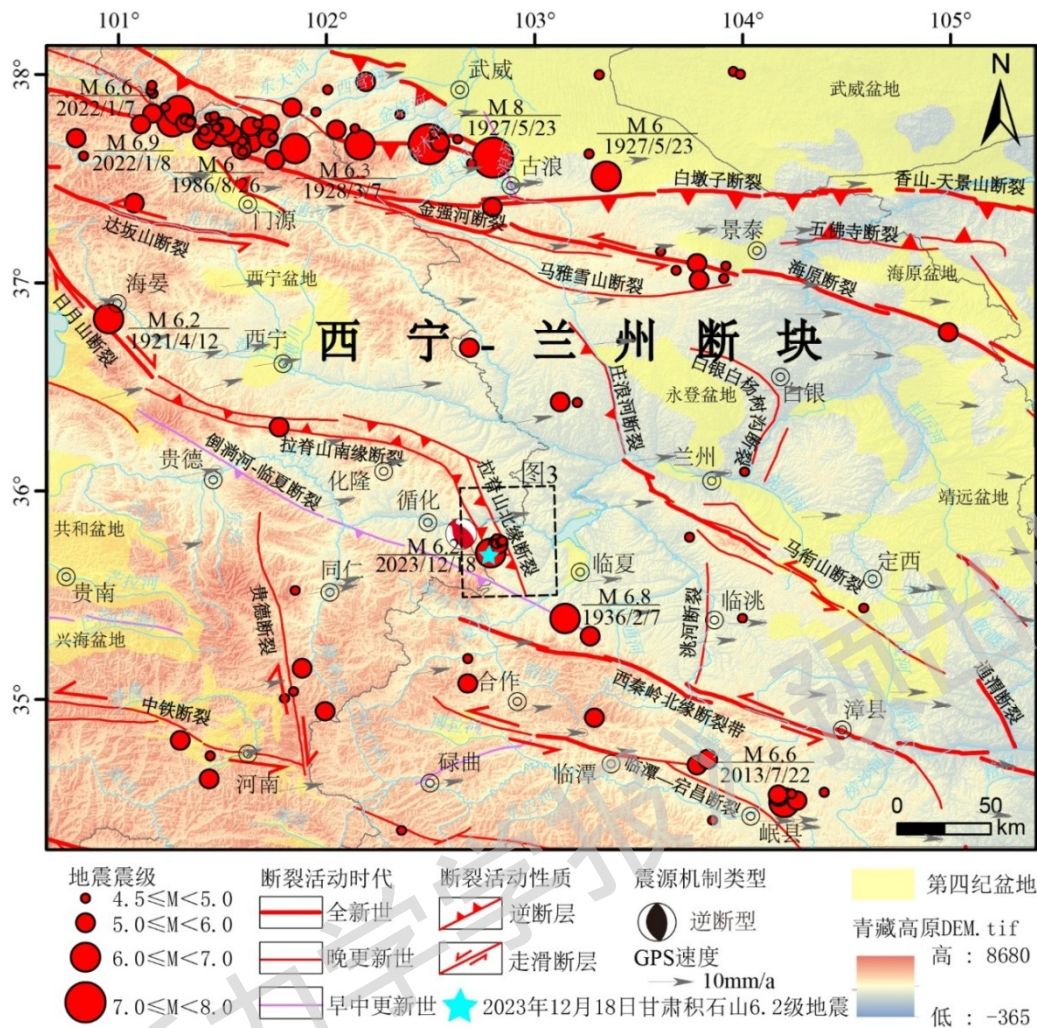 101° 102° 103° 104° 105°
38°
37°
36°
35°
N
武威
武威盆地
M 6.6
2022/1/7
M 8
1927/5/23
M 6
1927/5/23
M 6.9
2022/1/8
M 6
1986/8/26
M 6.3
1928/3/7
古浪
门源
白墩子断裂
香山-天景山断裂
金强河断裂
达坂山断裂
景泰
五佛寺断裂
马雅雪山断裂
海原断裂
海原盆地
海晏
西宁盆地
日月山断裂
M 6.2
1921/4/12
西宁
西宁-兰州断块
庄浪河断裂
白银白杨树沟断裂
白银
永登盆地
拉脊山南缘断裂
倒淌河-临夏断裂
贵德
化隆
循化
拉脊山北缘断裂
图3
兰州
靖远盆地
共和盆地
M 6.2
2023/12/18
临夏
马衔山断裂
定西
贵南
同仁
贵德断裂
M 6.8
1936/2/7
洮河断裂
临洮
兴海盆地
合作
西秦岭北缘断裂带
通渭断裂
漳县
中铁断裂
河南
碌曲
临潭
临潭—宕昌断裂
M 6.6
2013/7/22
岷县
0 50
km
地震震级
4.5≤M<5.0
5.0≤M<6.0
6.0≤M<7.0
7.0≤M<8.0
断裂活动时代
全新世
晚更新世
早中更新世
断裂活动性质
逆断层
走滑断层
震源机制类型
逆断型
GPS速度
10mm/a
2023年12月18日甘肃积石山6.2级地震
第四纪盆地
青藏高原DEM.tif
高 : 8680
低 : -365